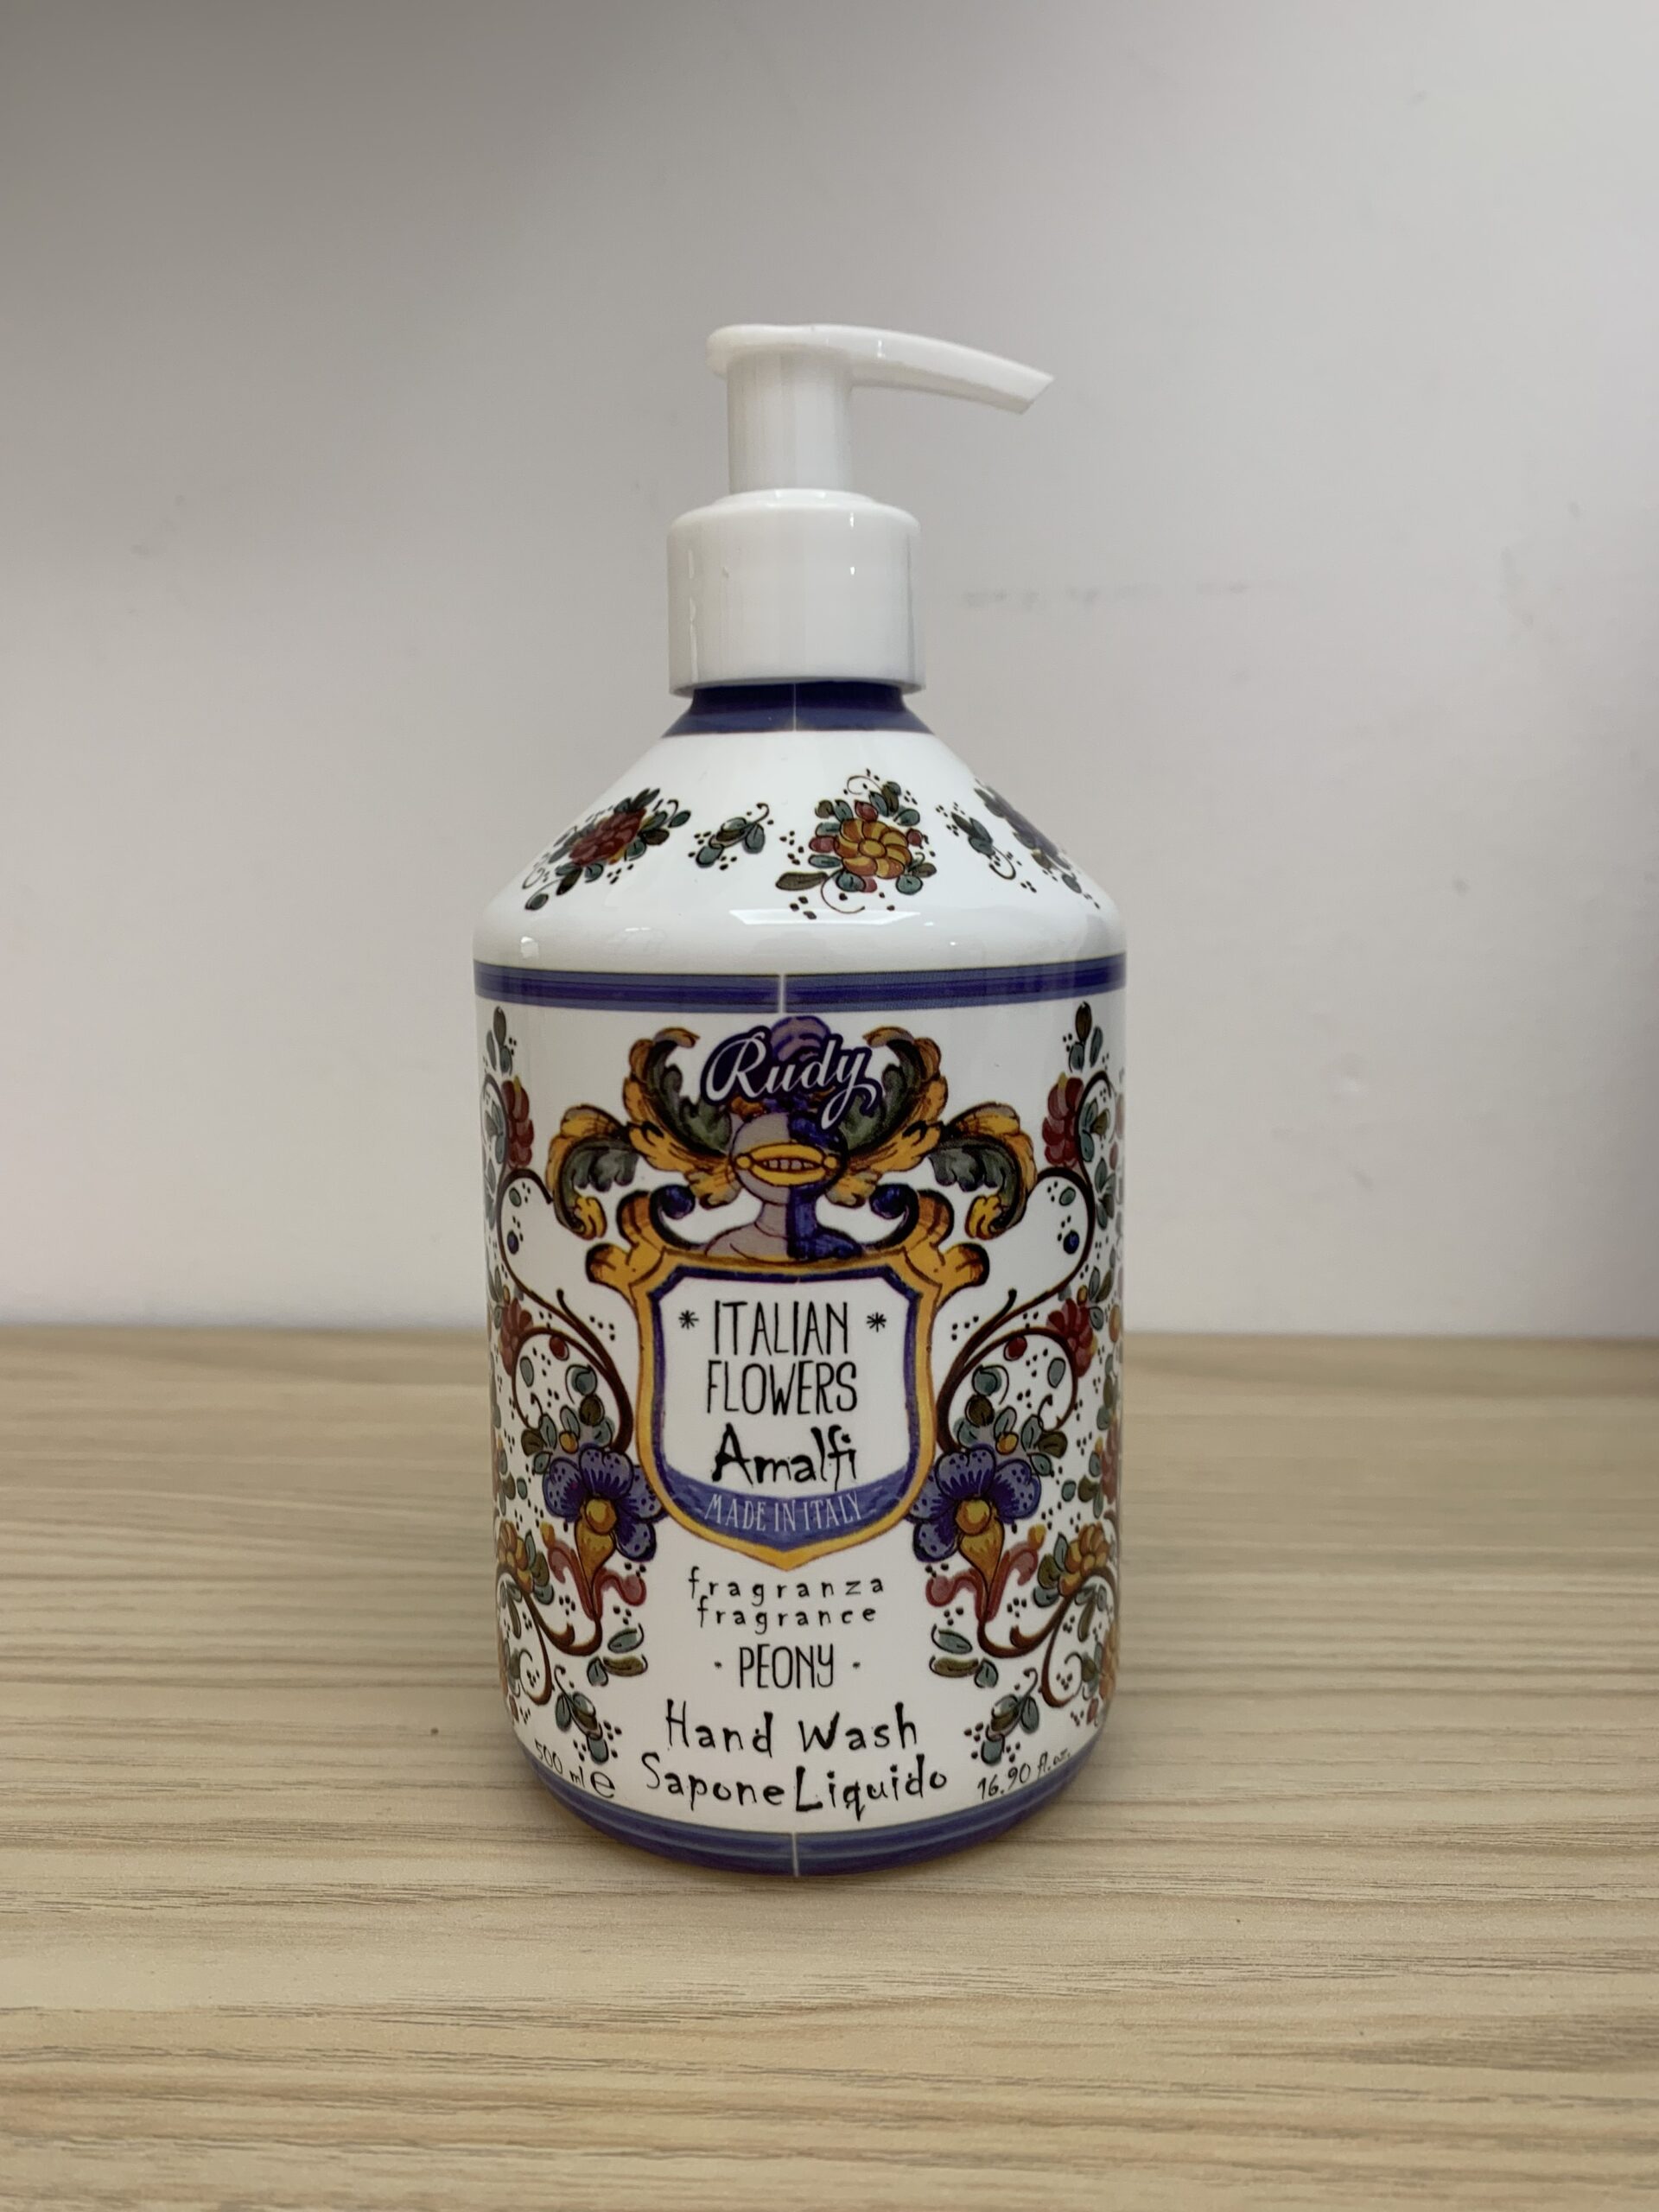 Rudy
* ITALIAN *
FLOWERS
Amalfi
MADE IN ITALY
fragranza
fragrance
· PEONY ·
Hand Wash
Sapone Liquido
500 ml e
16.90 fl.oz.